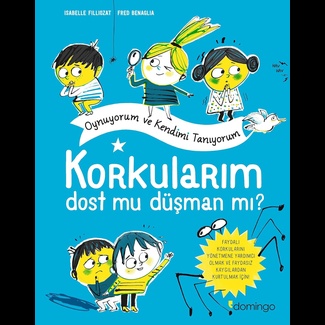 ISABELLE FILLIOZAT FRED BENAGLIA
Oynuyorum ve Kendimi Tanıyorum
KORKULARIM
dost mu düşman mı?
FAYDALI
KORKULARINI
YÖNETMENE YARDIMCI
OLMAK VE FAYDASIZ
KAYGILARDAN
KURTULMAK İÇİN!
domingo